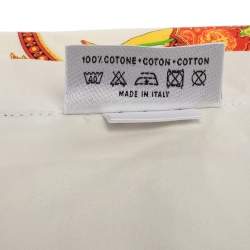 100% COTONE • COTON • COTTON
MADE IN ITALY